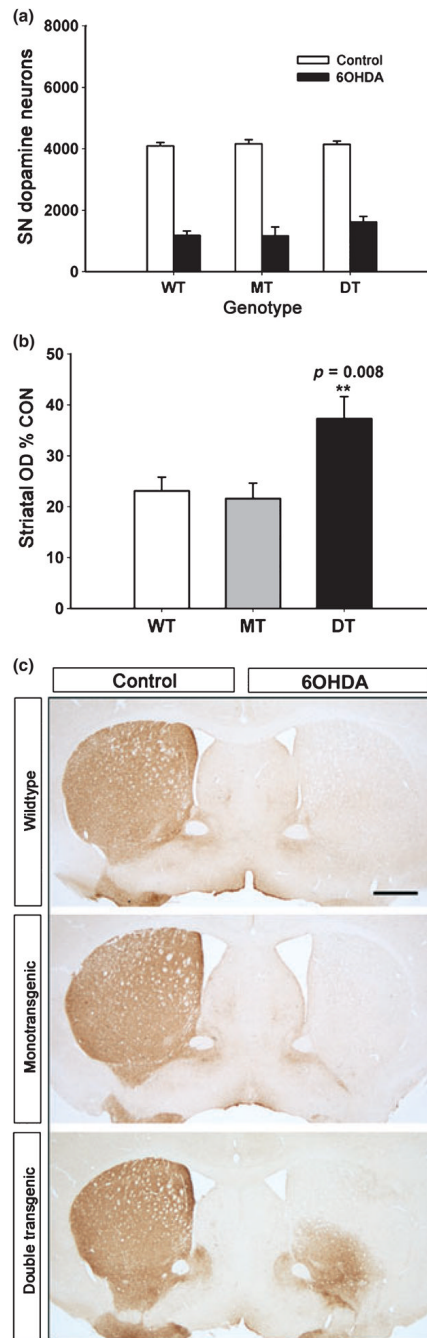 (a)
8000
6000
4000
2000
0
SN dopamine neurons
Control
6OHDA
WT MT DT
Genotype
(b)
50
40
30
20
10
0
Striatal OD % CON
p = 0.008
**
WT MT DT
(c)
Control 6OHDA
Wildtype
Monotransgenic
Double transgenic